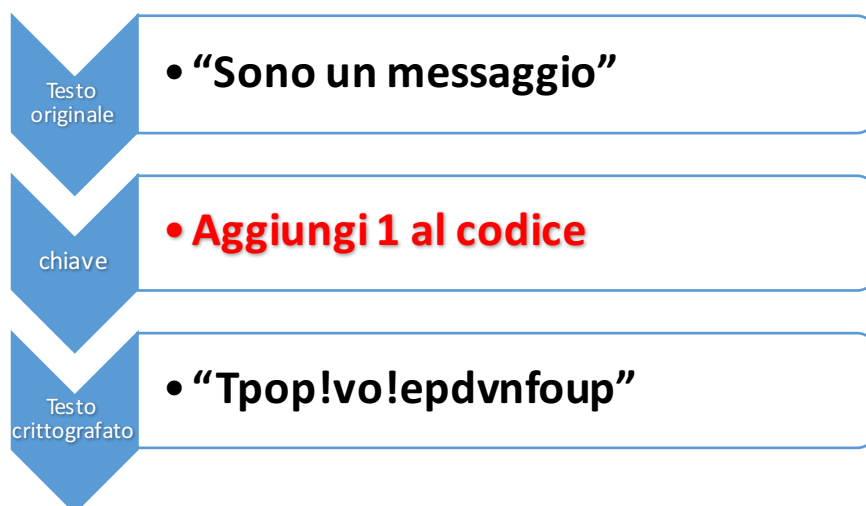 Testo
originale
• “Sono un messaggio”
chiave
• Aggiungi 1 al codice
Testo
crittografato
• “Tpop!vo!epdvnfoup”